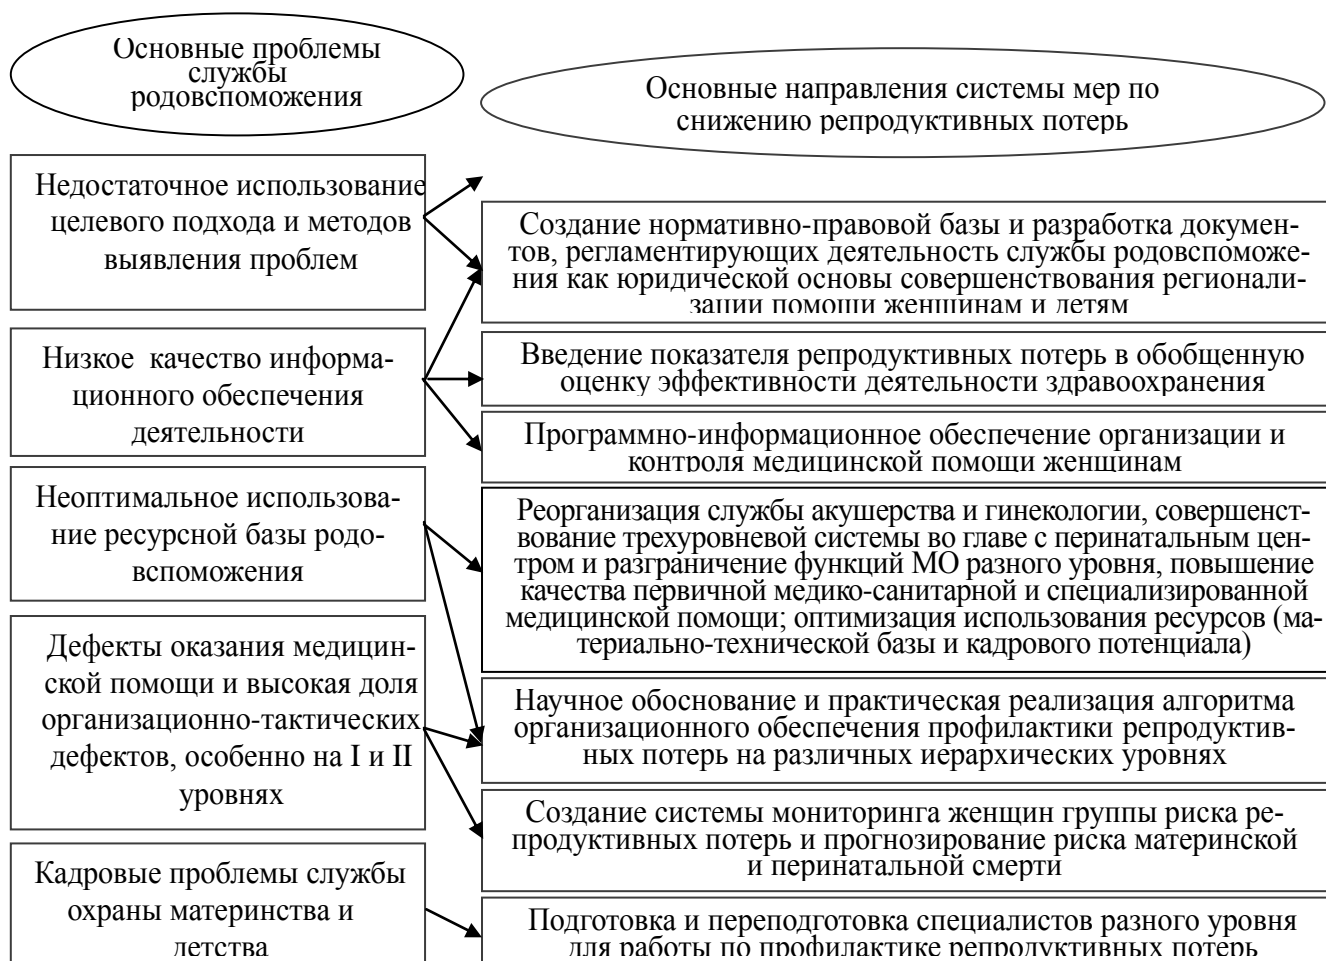 Основные проблемы
службы
родовспоможения
Основные направления системы мер по
снижению репродуктивных потерь
Недостаточное использование
целевого подхода и методов
выявления проблем
Низкое качество информа-
ционного обеспечения
деятельности
Неоптимальное использова-
ние ресурсной базы родо-
вспоможения
Дефекты оказания медицин-
ской помощи и высокая доля
организационно-тактических
дефектов, особенно на I и II
уровнях
Кадровые проблемы службы
охраны материнства и
детства
Создание нормативно-правовой базы и разработка докумен-
тов, регламентирующих деятельность службы родовспоможе-
ния как юридической основы совершенствования регионали-
зации помощи женщинам и детям
Введение показателя репродуктивных потерь в обобщенную
оценку эффективности деятельности здравоохранения
Программно-информационное обеспечение организации и
контроля медицинской помощи женщинам
Реорганизация службы акушерства и гинекологии, совершенст-
вование трехуровневой системы во главе с перинатальным цен-
тром и разграничение функций МО разного уровня, повышение
качества первичной медико-санитарной и специализированной
медицинской помощи; оптимизация использования ресурсов (ма-
териально-технической базы и кадрового потенциала)
Научное обоснование и практическая реализация алгоритма
организационного обеспечения профилактики репродуктив-
ных потерь на различных иерархических уровнях
Создание системы мониторинга женщин группы риска ре-
продуктивных потерь и прогнозирование риска материнской
и перинатальной смерти
Подготовка и переподготовка специалистов разного уровня
для работы по профилактике репродуктивных потерь